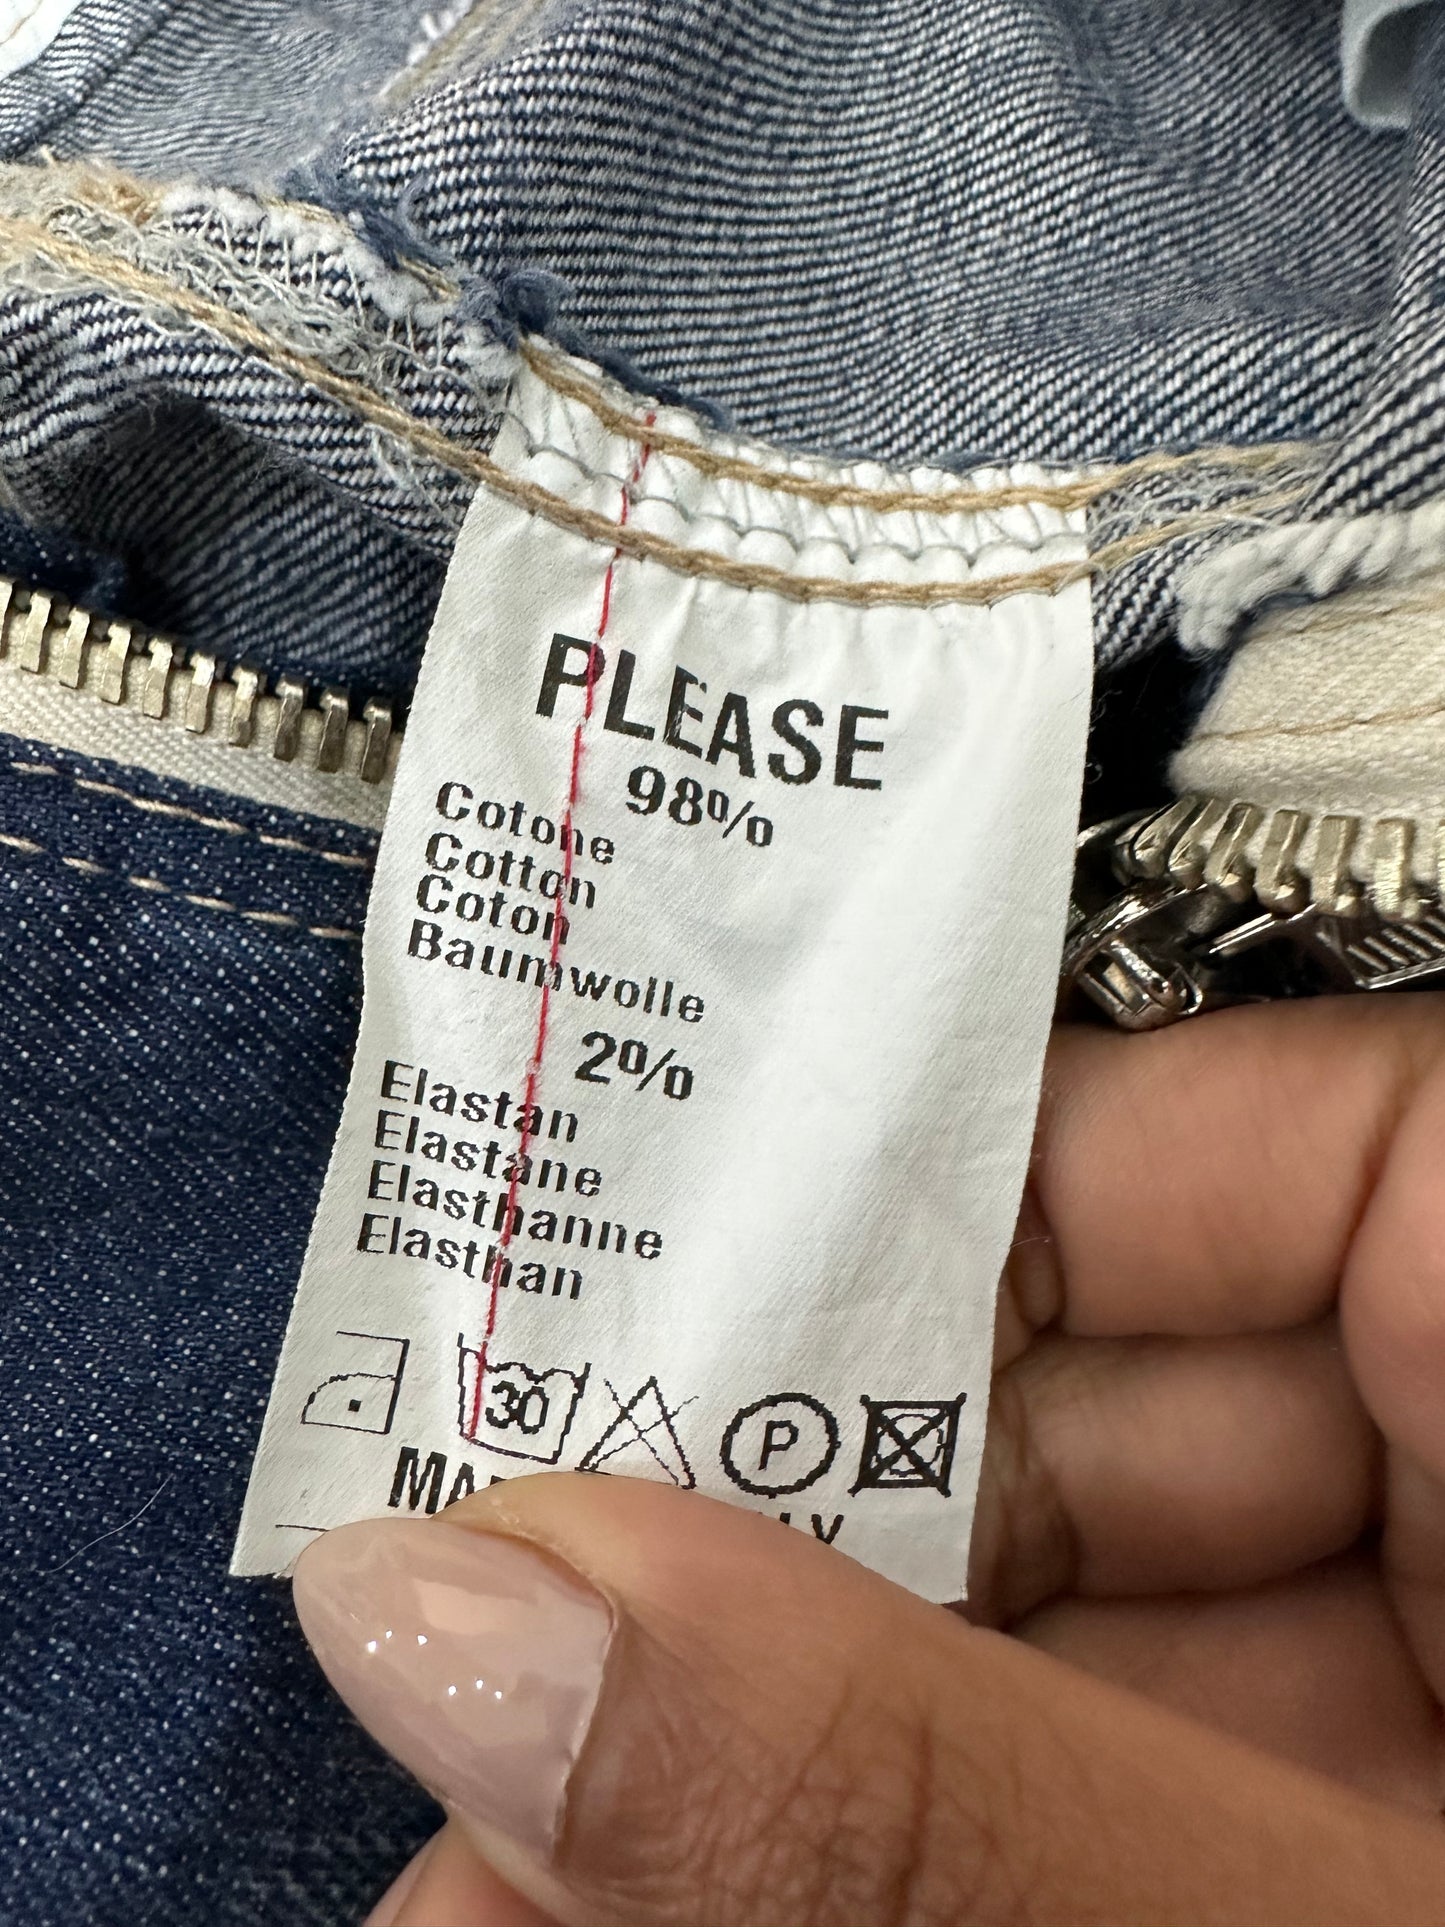 PLEASE
98%
Cotone
Cotton
Coton
Baumwolle
2%
Elastan
Elastane
Elasthanne
Elasthan
30 P